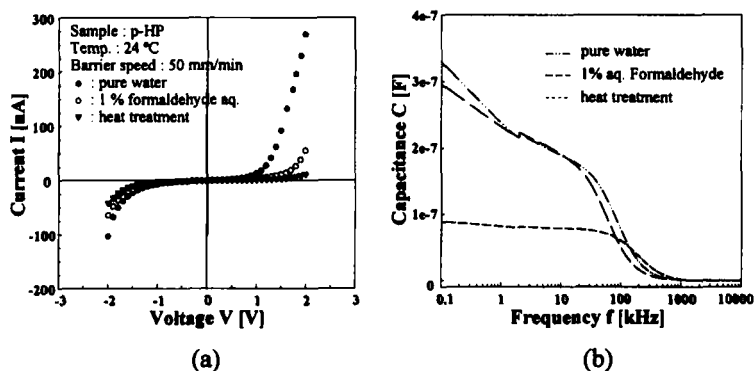 300
200
100
0
-100
-200
Current I [nA]
Sample : p-HP
Temp. : 24 ℃
Barrier speed : 50 mm/min
: pure water
: 1 % formaldehyde aq.
: heat treatment
-3 -2 -1 0 1 2 3
Voltage V [V]
(a)
4e-7
3e-7
2e-7
1e-7
0
Capacitance C [F]
pure water
1% aq. Formaldehyde
heat treatment
0.1 1 10 100 1000 10000
Frequency f [kHz]
(b)